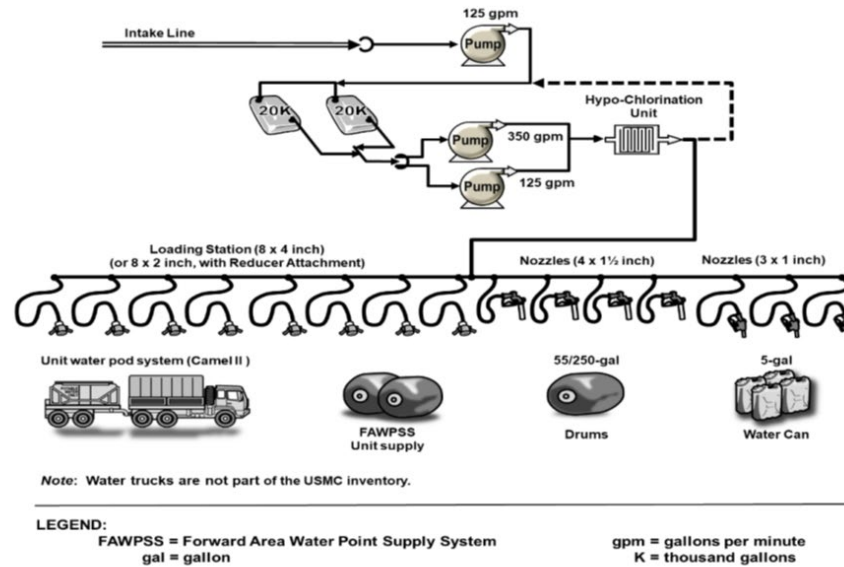 125 gpm
Intake Line
Pump
20K
20K
Hypo-Chlorination
Unit
Pump
350 gpm
Pump
125 gpm
Loading Station (8 x 4 inch)
(or 8 x 2 inch, with Reducer Attachment)
Nozzles (4 x 1½ inch)
Nozzles (3 x 1 inch)
Unit water pod system (Camel II )
55/250-gal
5-gal
FAWPSS
Unit supply
Drums
Water Can
Note: Water trucks are not part of the USMC inventory.
LEGEND:
FAWPSS = Forward Area Water Point Supply System
gpm = gallons per minute
gal = gallon
K = thousand gallons